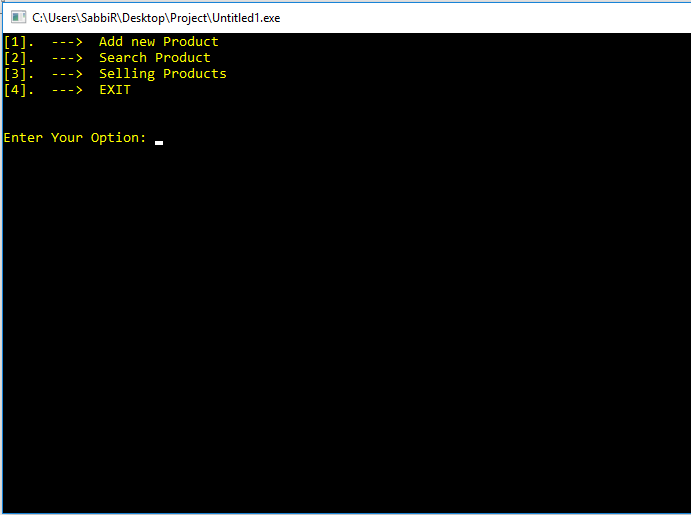 C:\Users\SabbiR\Desktop\Project\Untitled1.exe
[1].  --->  Add new Product
[2].  --->  Search Product
[3].  --->  Selling Products
[4].  --->  EXIT
Enter Your Option: